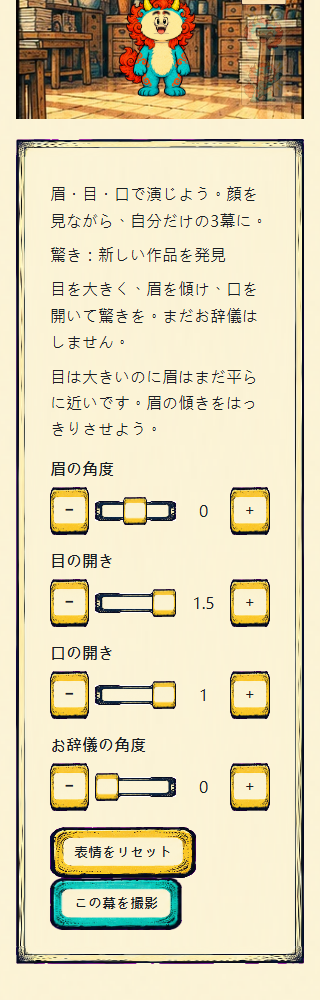 眉・目・口で演じよう。顔を
見ながら、自分だけの3幕に。
驚き：新しい作品を発見
目を大きく、眉を傾け、口を
開いて驚きを。まだお辞儀は
しません。
目は大きいのに眉はまだ平ら
に近いです。眉の傾きをはっ
きりさせよう。
眉の角度
− 0 +
目の開き
− 1.5 +
口の開き
− 1 +
お辞儀の角度
− 0 +
表情をリセット
この幕を撮影